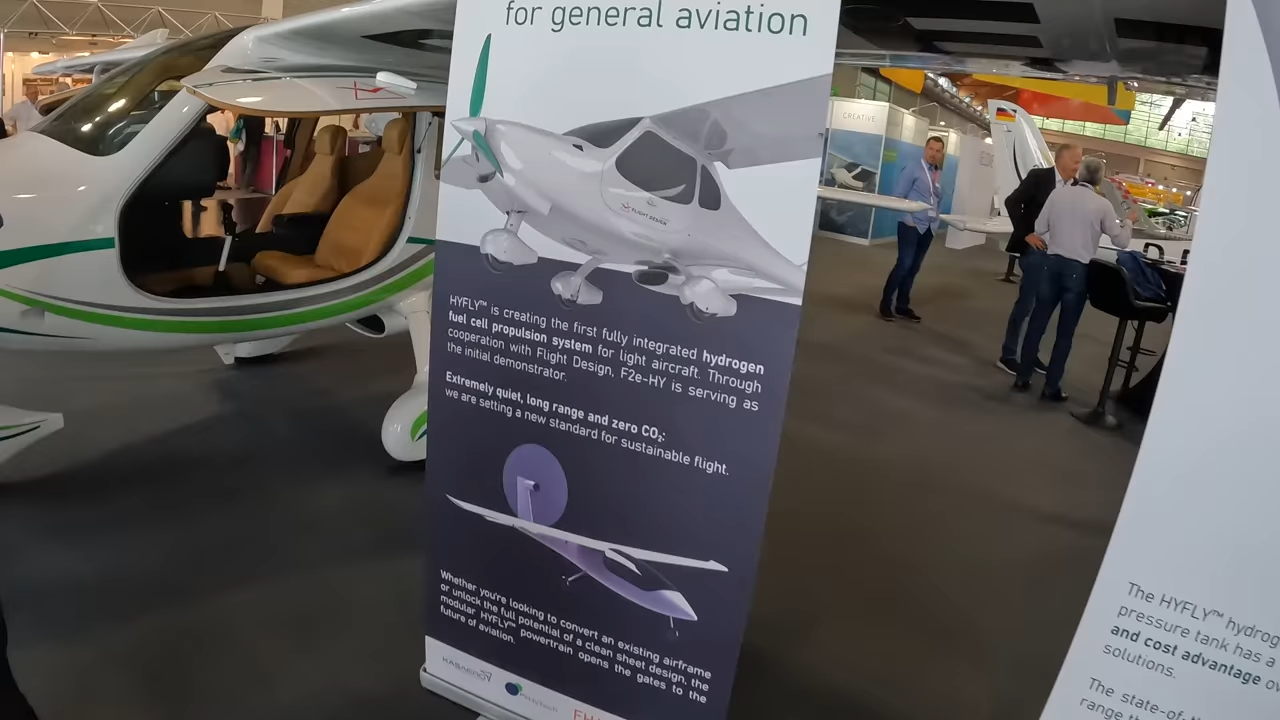 for general aviation
CREATIVE
FLIGHT DESIGN
HYFLY™ is creating the first fully integrated hydrogen
fuel cell propulsion system for light aircraft. Through
cooperation with Flight Design, F2e-HY is serving as
the initial demonstrator.
Extremely quiet, long range and zero CO₂:
we are setting a new standard for sustainable flight.
Whether you're looking to convert an existing airframe
or unlock the full potential of a clean sheet design, the
modular HYFLY™ powertrain opens the gates to the
future of aviation.
The HYFLY™ hydrog
pressure tank has a
and cost advantage ov
solutions.
The state-of-t
range th